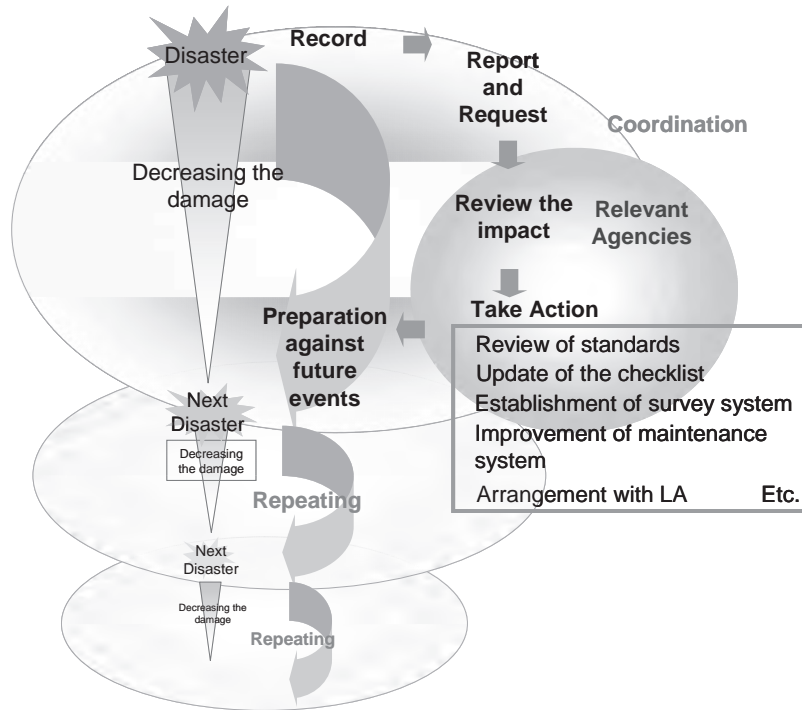 Disaster
Record
Report
and
Request
Coordination
Decreasing the
damage
Review the
impact
Relevant
Agencies
Take Action
Preparation
against
future
events
Review of standards
Update of the checklist
Establishment of survey system
Improvement of maintenance
system
Arrangement with LA Etc.
Next
Disaster
Decreasing
the damage
Repeating
Next
Disaster
Decreasing the
damage
Repeating